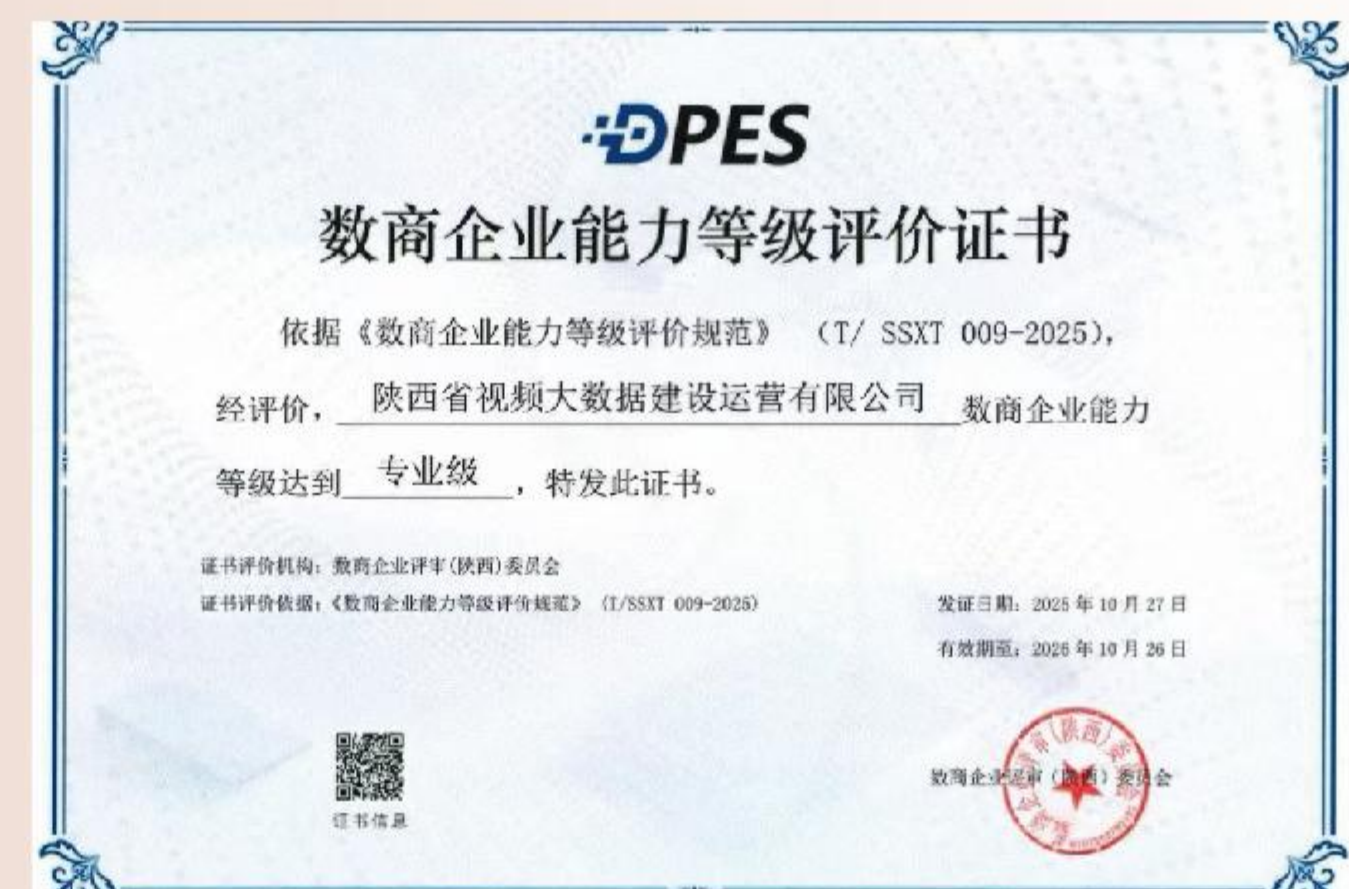 DPES
数商企业能力等级评价证书
依据《数商企业能力等级评价规范》 (T/ SSXT 009-2025),
经评价, 陕西省视频大数据建设运营有限公司 数商企业能力
等级达到 专业级 , 特发此证书。
证书评价机构: 数商企业评审(陕西)委员会
证书评价依据:《数商企业能力等级评价规范》 (T/SSXT 009-2025)
发证日期: 2025 年 10 月 27 日
有效期至: 2026 年 10 月 26 日
数商企业评审 (陕西) 委员会
证书信息